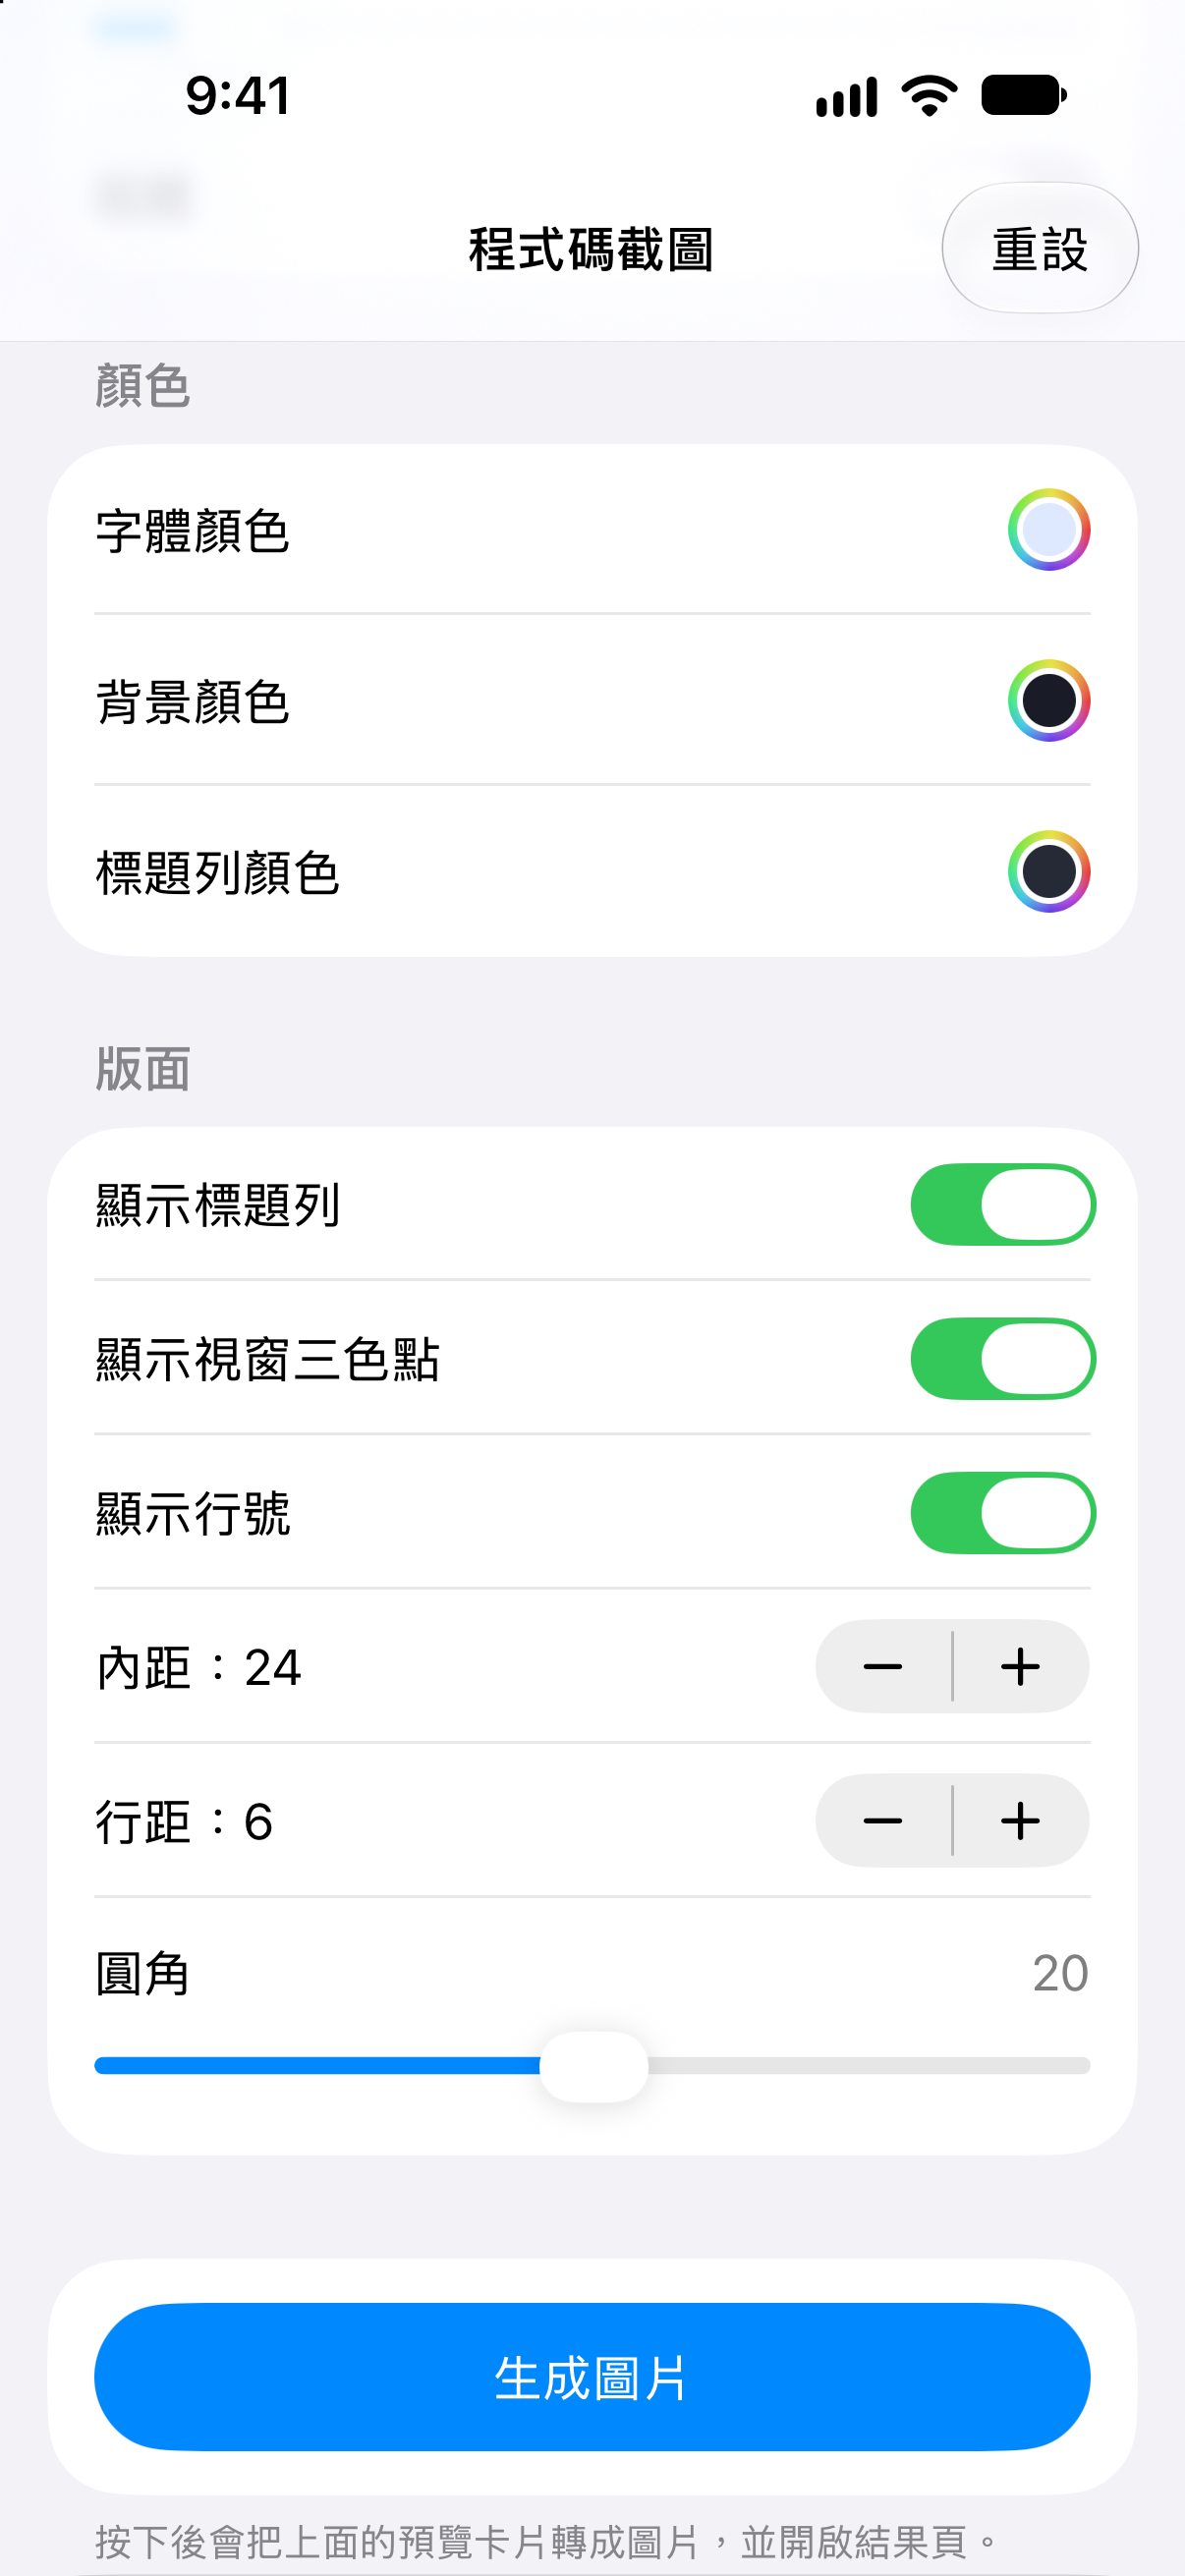 9:41
程式碼截圖
重設
顏色
字體顏色
背景顏色
標題列顏色
版面
顯示標題列
顯示視窗三色點
顯示行號
內距：24
行距：6
圓角
20
生成圖片
按下後會把上面的預覽卡片轉成圖片，並開啟結果頁。